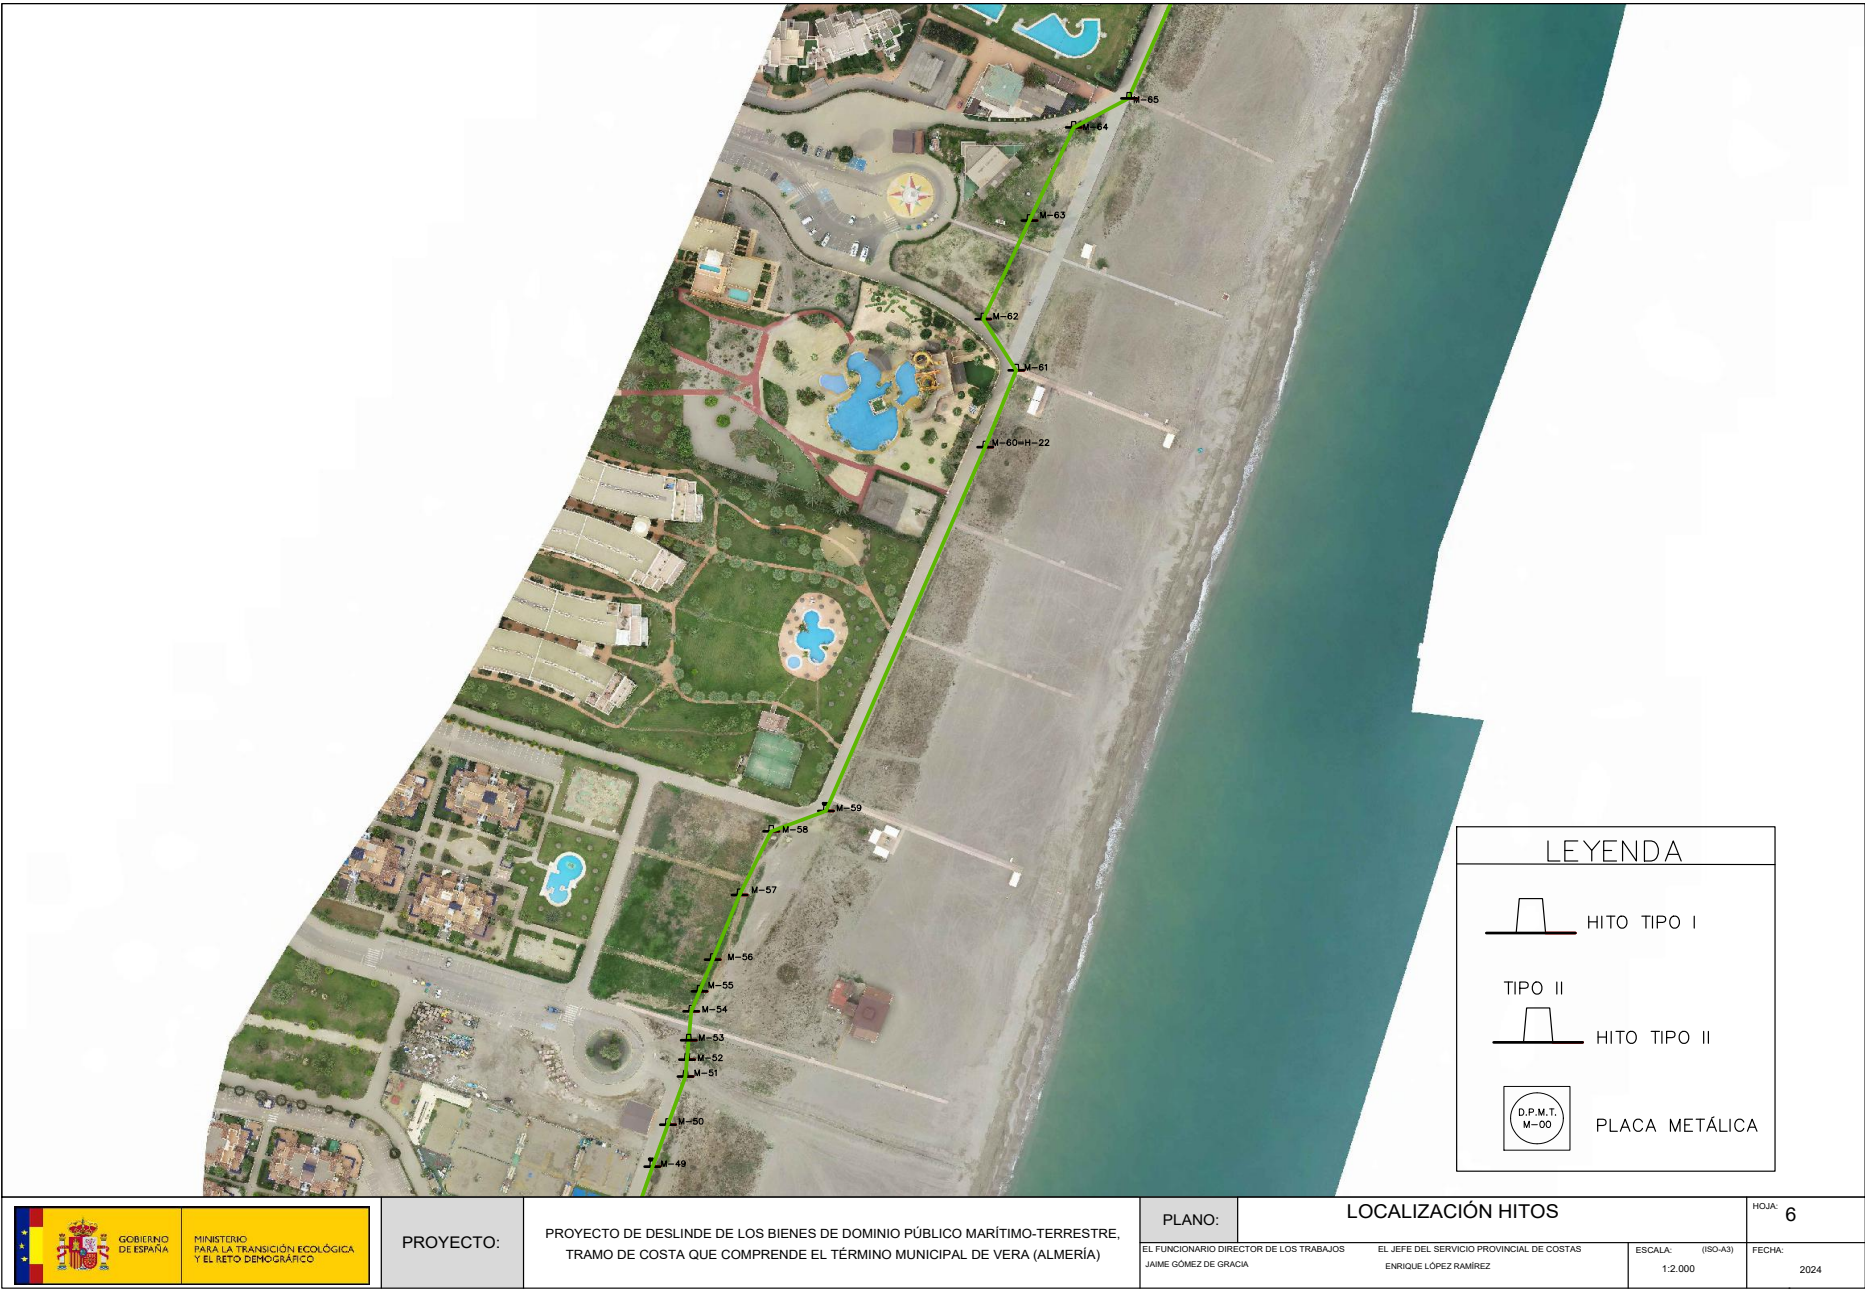 M-65
M-64
M-63
M-62
M-61
M-60=H-22
M-59
M-58
M-57
M-56
M-55
M-54
M-53
M-52
M-51
M-50
M-49
LEYENDA
HITO TIPO I
TIPO II
HITO TIPO II
D.P.M.T.
M-00
PLACA METÁLICA
GOBIERNO
DE ESPAÑA
MINISTERIO
PARA LA TRANSICIÓN ECOLÓGICA
Y EL RETO DEMOGRÁFICO
PROYECTO:
PROYECTO DE DESLINDE DE LOS BIENES DE DOMINIO PÚBLICO MARÍTIMO-TERRESTRE,
TRAMO DE COSTA QUE COMPRENDE EL TÉRMINO MUNICIPAL DE VERA (ALMERÍA)
PLANO:
LOCALIZACIÓN HITOS
HOJA: 6
EL FUNCIONARIO DIRECTOR DE LOS TRABAJOS
JAIME GÓMEZ DE GRACIA
EL JEFE DEL SERVICIO PROVINCIAL DE COSTAS
ENRIQUE LÓPEZ RAMÍREZ
ESCALA: (ISO-A3)
1:2.000
FECHA:
2024